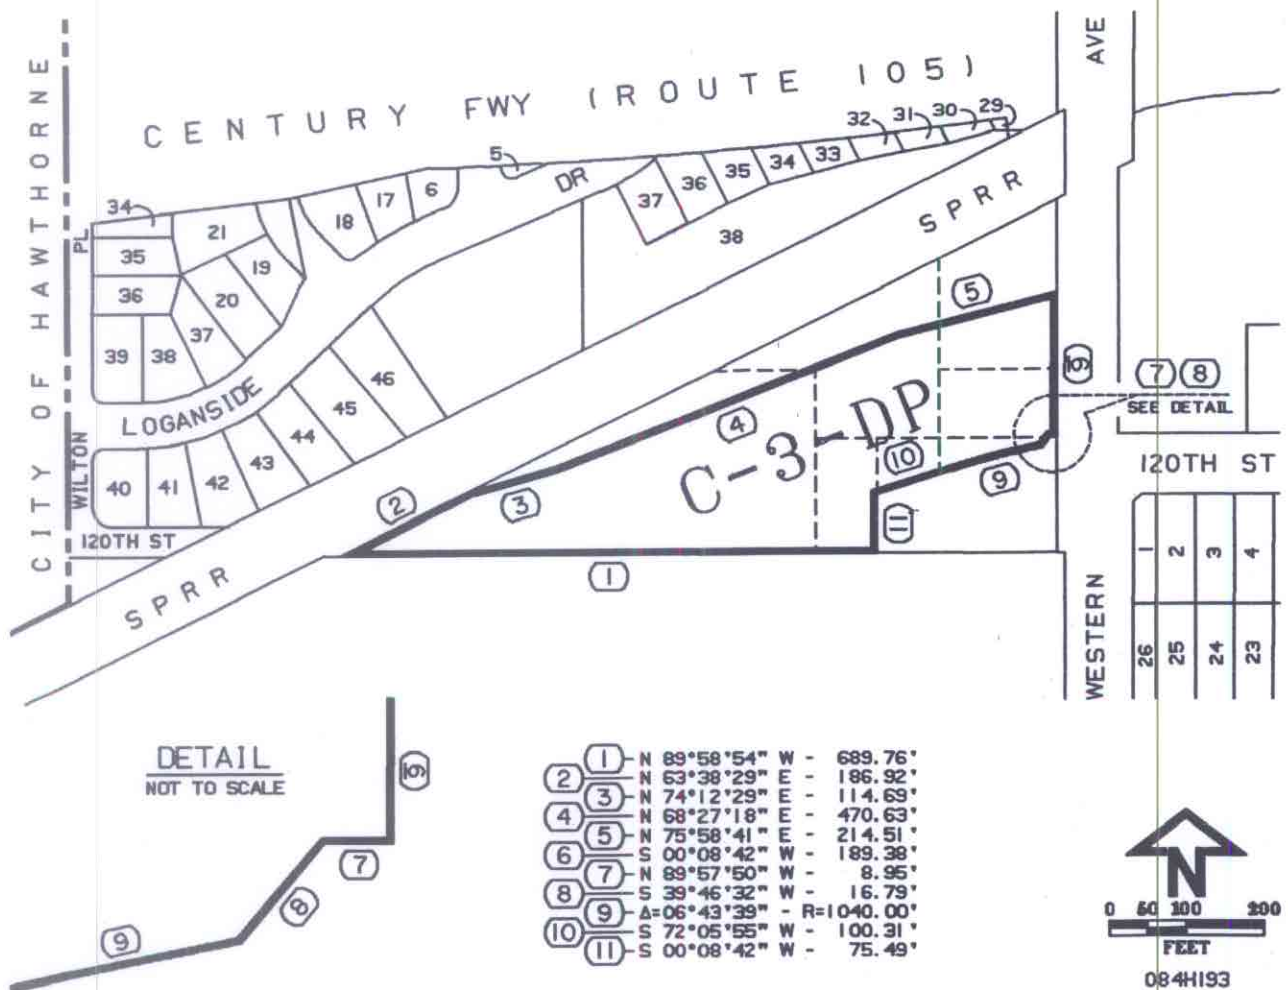 CITY OF HAWTHORNE
CENTURY FWY (ROUTE 105)
AVE
29
30
31
32
33
34
35
36
37
38
5
DR
6
17
18
34
PL
21
35
19
36
20
37
39
38
SPRR
5
6
7 8
SEE DETAIL
46
45
44
43
42
41
40
LOGANSIDE
WILTON
120TH ST
4
C-3-DP
10
9
3
2
11
120TH ST
1 2 3 4
SPRR
1
WESTERN
26 25 24 23
DETAIL
NOT TO SCALE
6
7
8
9
1 N 89°58'54" W - 689.76'
2 N 63°38'29" E - 186.92'
3 N 74°12'29" E - 114.69'
4 N 68°27'18" E - 470.63'
5 N 75°58'41" E - 214.51'
6 S 00°08'42" W - 189.38'
7 N 89°57'50" W - 8.95'
8 S 39°46'32" W - 16.79'
9 Δ=06°43'39" - R=1040.00'
10 S 72°05'55" W - 100.31'
11 S 00°08'42" W - 75.49'
N
0 50 100 200
FEET
084H193